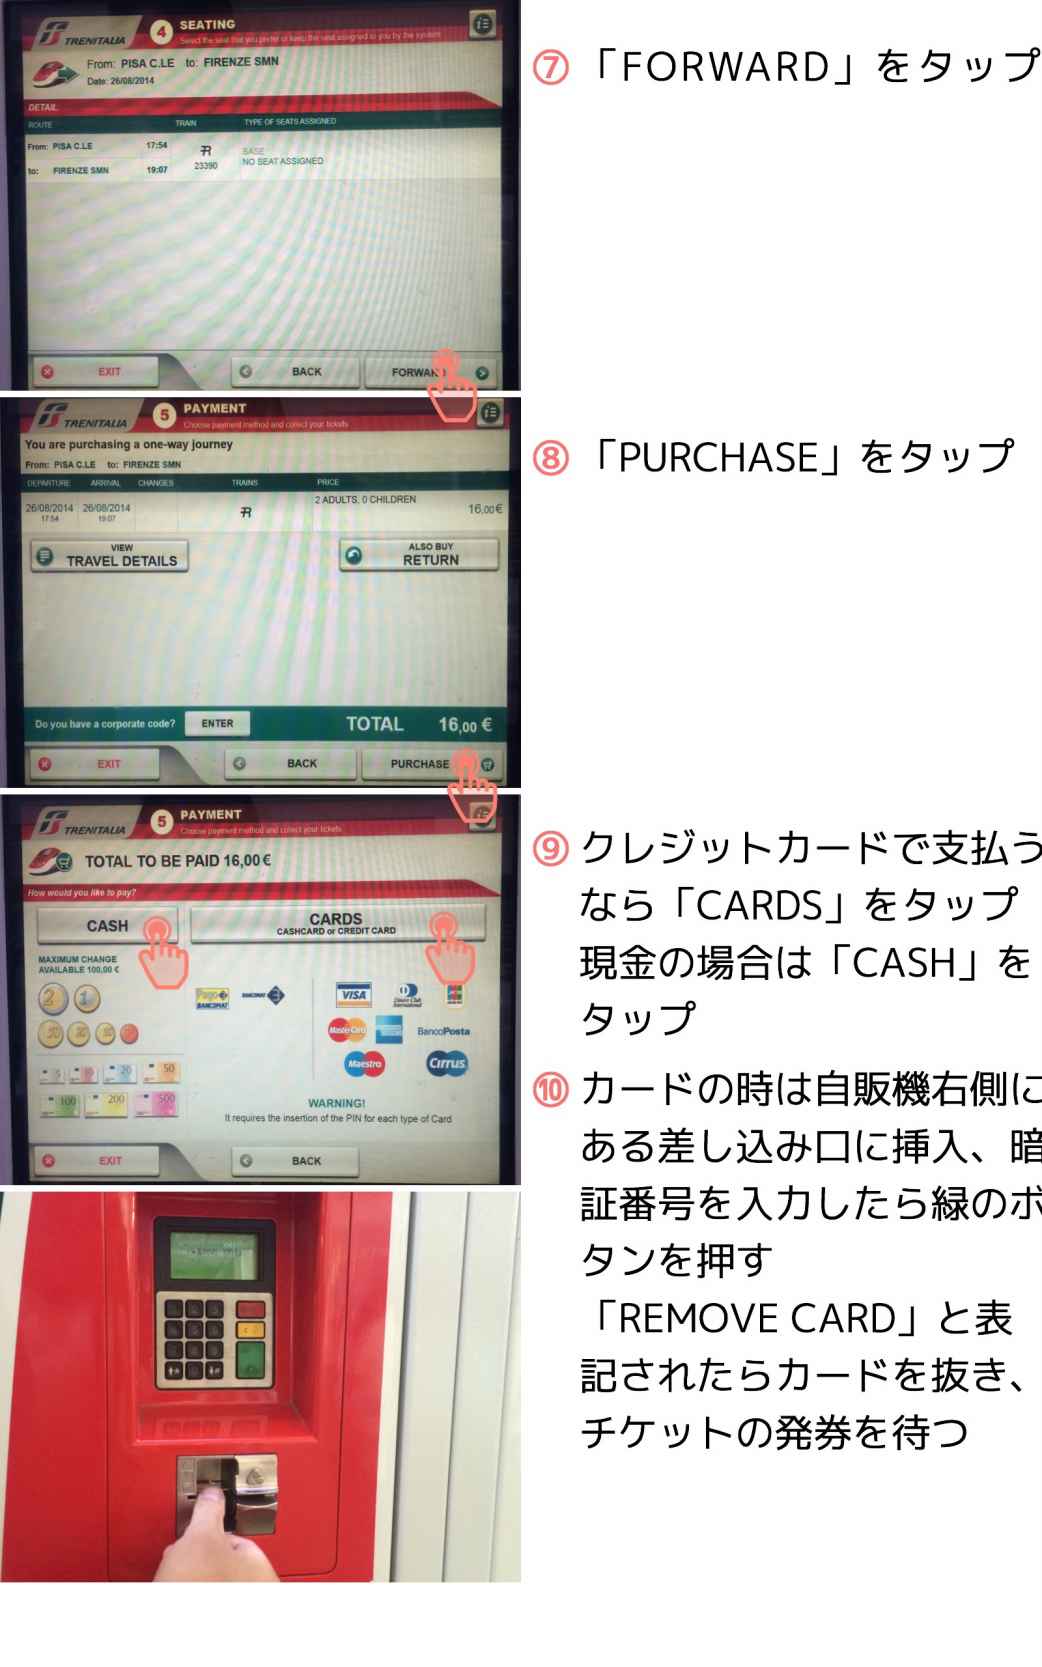 TRENITALIA
4 SEATING
Select the seat that you prefer or keep the seat assigned to you by the system
From: PISA C.LE to: FIRENZE SMN
Date: 26/08/2014
DETAIL
ROUTE TRAIN TYPE OF SEATS ASSIGNED
From: PISA C.LE 17:54 BASE
23390 NO SEAT ASSIGNED
to: FIRENZE SMN 19:07
EXIT BACK FORWARD
⑦「FORWARD」をタップ
TRENITALIA
5 PAYMENT
Choose payment method and collect your tickets
You are purchasing a one-way journey
From: PISA C.LE to: FIRENZE SMN
DEPARTURE ARRIVAL CHANGES TRAINS PRICE
2 ADULTS, 0 CHILDREN
26/08/2014 26/08/2014 R 16,00€
17:54 19:07
VIEW
TRAVEL DETAILS
ALSO BUY
RETURN
Do you have a corporate code? ENTER TOTAL 16,00 €
EXIT BACK PURCHASE
⑧「PURCHASE」をタップ
TRENITALIA
5 PAYMENT
Choose payment method and collect your tickets
TOTAL TO BE PAID 16,00€
How would you like to pay?
CASH
CARDS
CASHCARD or CREDIT CARD
MAXIMUM CHANGE
AVAILABLE 100,00 €
2 1
50 20
5 10 20 50
100 200 500
Pago BANCOMAT
BANCOMAT
VISA Diners Club International JCB
MasterCard BancoPosta
Maestro Cirrus
WARNING!
It requires the insertion of the PIN for each type of Card
EXIT BACK
⑨クレジットカードで支払う
なら「CARDS」をタップ
現金の場合は「CASH」を
タップ
⑩カードの時は自販機右側に
ある差し込み口に挿入、暗
証番号を入力したら緑のボ
タンを押す
「REMOVE CARD」と表
記されたらカードを抜き、
チケットの発券を待つ